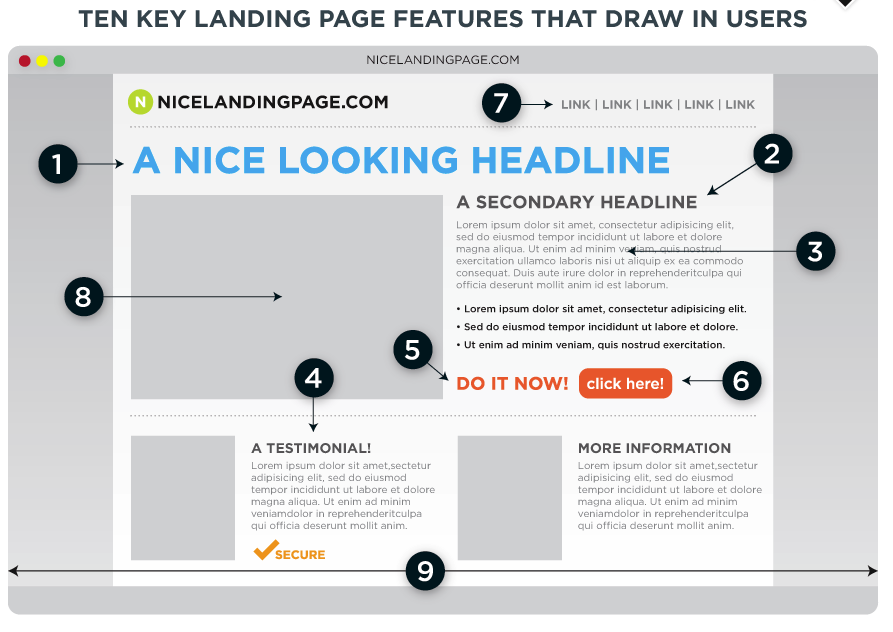 TEN KEY LANDING PAGE FEATURES THAT DRAW IN USERS
NICELANDINGPAGE.COM
N NICELANDINGPAGE.COM
7
LINK | LINK | LINK | LINK | LINK
1
A NICE LOOKING HEADLINE
2
A SECONDARY HEADLINE
Lorem ipsum dolor sit amet, consectetur adipisicing elit,
sed do eiusmod tempor incididunt ut labore et dolore
magna aliqua. Ut enim ad minim veniam, quis nostrud
exercitation ullamco laboris nisi ut aliquip ex ea commodo
consequat. Duis aute irure dolor in reprehenderitculpa qui
officia deserunt mollit anim id est laborum.
3
8
• Lorem ipsum dolor sit amet, consectetur adipisicing elit.
• Sed do eiusmod tempor incididunt ut labore et dolore.
• Ut enim ad minim veniam, quis nostrud exercitation.
5
DO IT NOW! click here!
6
4
A TESTIMONIAL!
Lorem ipsum dolor sit amet,sectetur
adipisicing elit, sed do eiusmod
tempor incididunt ut labore et dolore
magna aliqua. Ut enim ad minim
veniamdolor in reprehenderitculpa
qui officia deserunt mollit anim.
SECURE
MORE INFORMATION
Lorem ipsum dolor sit amet,sectetur
adipisicing elit, sed do eiusmod
tempor incididunt ut labore et dolore
magna aliqua. Ut enim ad minim
veniamdolor in reprehenderitculpa
qui officia deserunt mollit anim.
9